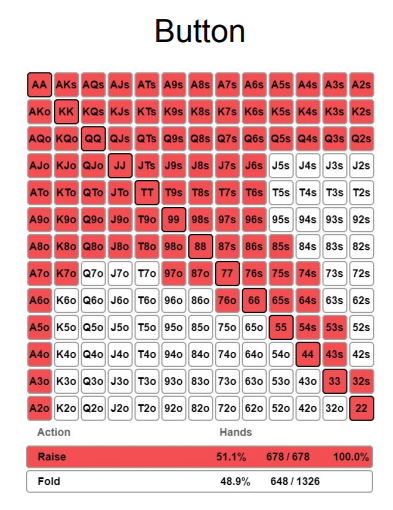 Button
AA AKs AQs AJs ATs A9s A8s A7s A6s A5s A4s A3s A2s
AKo KK KQs KJs KTs K9s K8s K7s K6s K5s K4s K3s K2s
AQo KQo QQ QJs QTs Q9s Q8s Q7s Q6s Q5s Q4s Q3s Q2s
AJo KJo QJo JJ JTs J9s J8s J7s J6s J5s J4s J3s J2s
ATo KTo QTo JTo TT T9s T8s T7s T6s T5s T4s T3s T2s
A9o K9o Q9o J9o T9o 99 98s 97s 96s 95s 94s 93s 92s
A8o K8o Q8o J8o T8o 98o 88 87s 86s 85s 84s 83s 82s
A7o K7o Q7o J7o T7o 97o 87o 77 76s 75s 74s 73s 72s
A6o K6o Q6o J6o T6o 96o 86o 76o 66 65s 64s 63s 62s
A5o K5o Q5o J5o T5o 95o 85o 75o 65o 55 54s 53s 52s
A4o K4o Q4o J4o T4o 94o 84o 74o 64o 54o 44 43s 42s
A3o K3o Q3o J3o T3o 93o 83o 73o 63o 53o 43o 33 32s
A2o K2o Q2o J2o T2o 92o 82o 72o 62o 52o 42o 32o 22
Action Hands
Raise 51.1% 678 / 678 100.0%
Fold 48.9% 648 / 1326